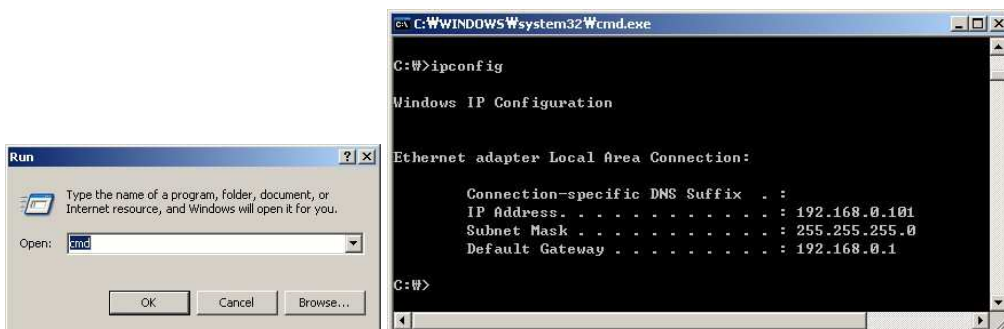 Run
Type the name of a program, folder, document, or
Internet resource, and Windows will open it for you.
Open: cmd
OK Cancel Browse...
C:₩WINDOWS₩system32₩cmd.exe
C:₩>ipconfig
Windows IP Configuration
Ethernet adapter Local Area Connection:
Connection-specific DNS Suffix . :
IP Address. . . . . . . . . . . . : 192.168.0.101
Subnet Mask . . . . . . . . . . . : 255.255.255.0
Default Gateway . . . . . . . . . : 192.168.0.1
C:₩>